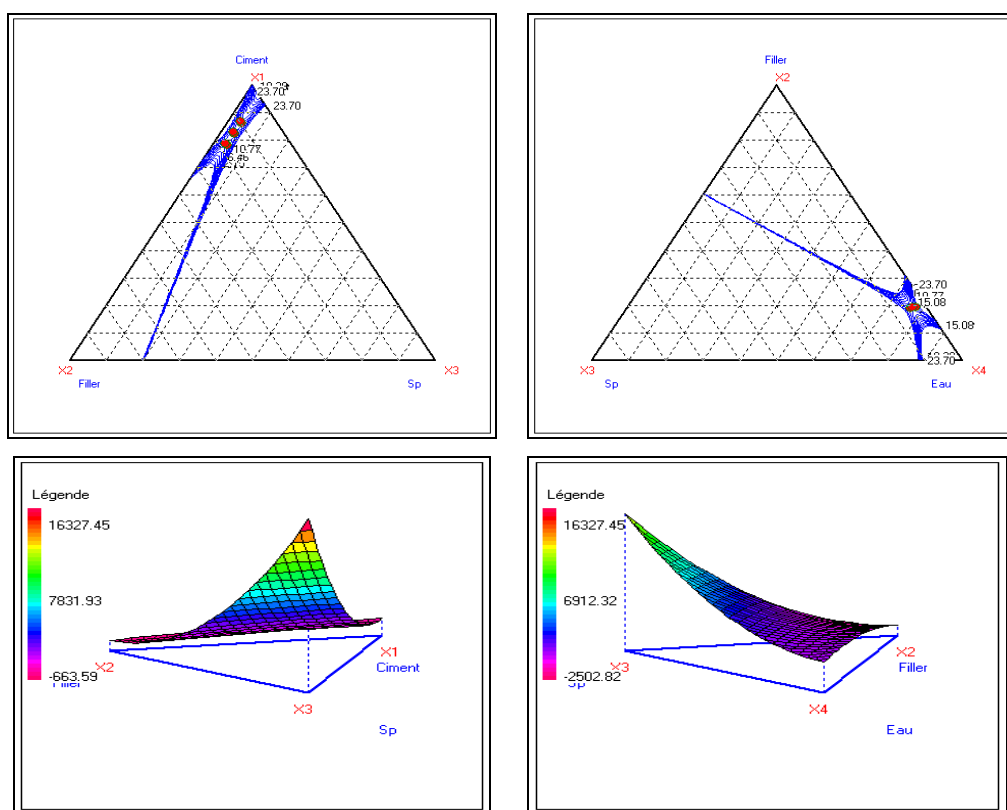 Ciment
X1
23.70
23.70
10.77
X2
X3
Filler
Sp
Filler
X2
-23.70
10.77
15.08
15.08
-23.70
X3
X4
Sp
Eau
Légende
16327.45
7831.93
-663.59
X2
X1
Ciment
X3
Sp
Légende
16327.45
6912.32
-2502.82
X3
X2
Filler
X4
Eau